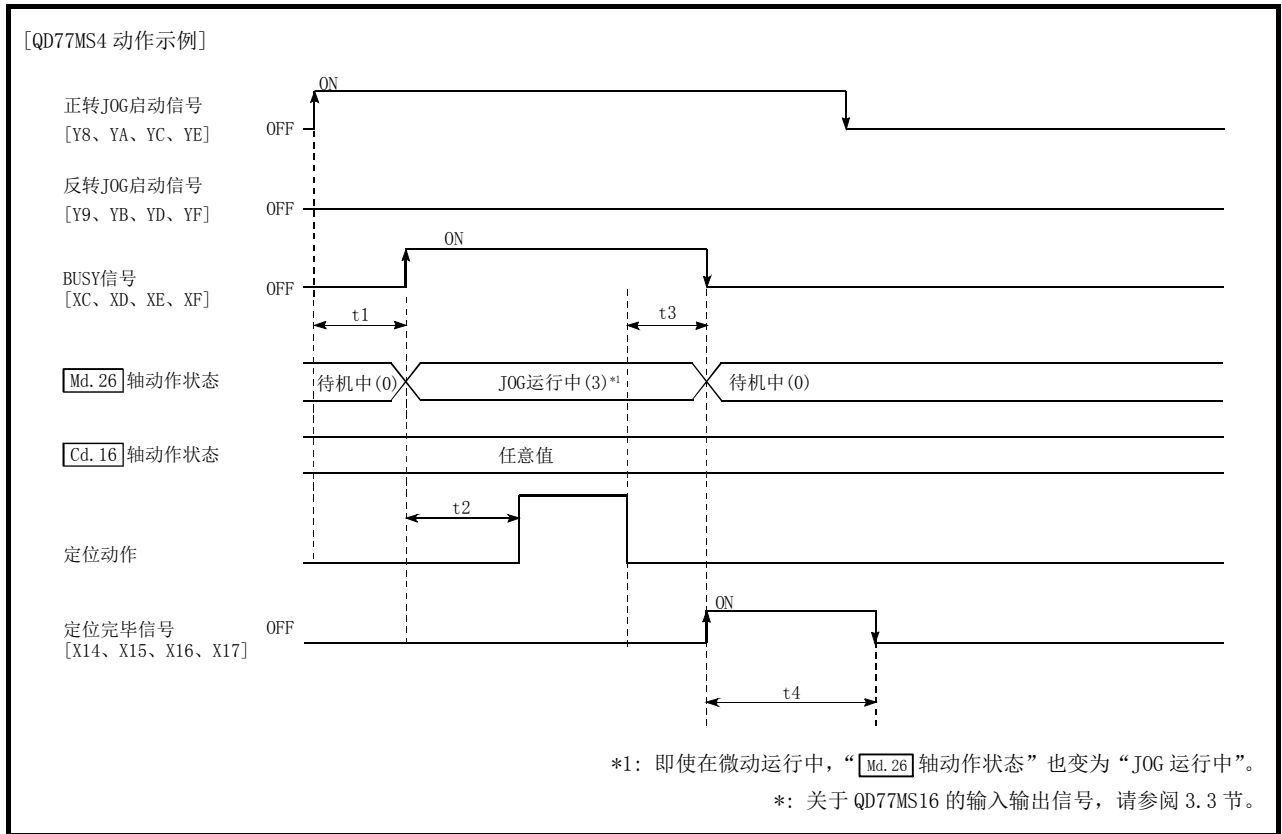 [QD77MS4 动作示例]
ON
正转JOG启动信号
[Y8、YA、YC、YE]
OFF
反转JOG启动信号
[Y9、YB、YD、YF]
OFF
ON
BUSY信号
[XC、XD、XE、XF]
OFF
t1
t3
Md.26 轴动作状态
待机中(0)
JOG运行中(3)*1
待机中(0)
Cd.16 轴动作状态
任意值
t2
定位动作
ON
定位完毕信号
[X14、X15、X16、X17]
OFF
t4
*1: 即使在微动运行中，“ Md.26 轴动作状态”也变为“JOG 运行中”。
*: 关于 QD77MS16 的输入输出信号，请参阅 3.3 节。